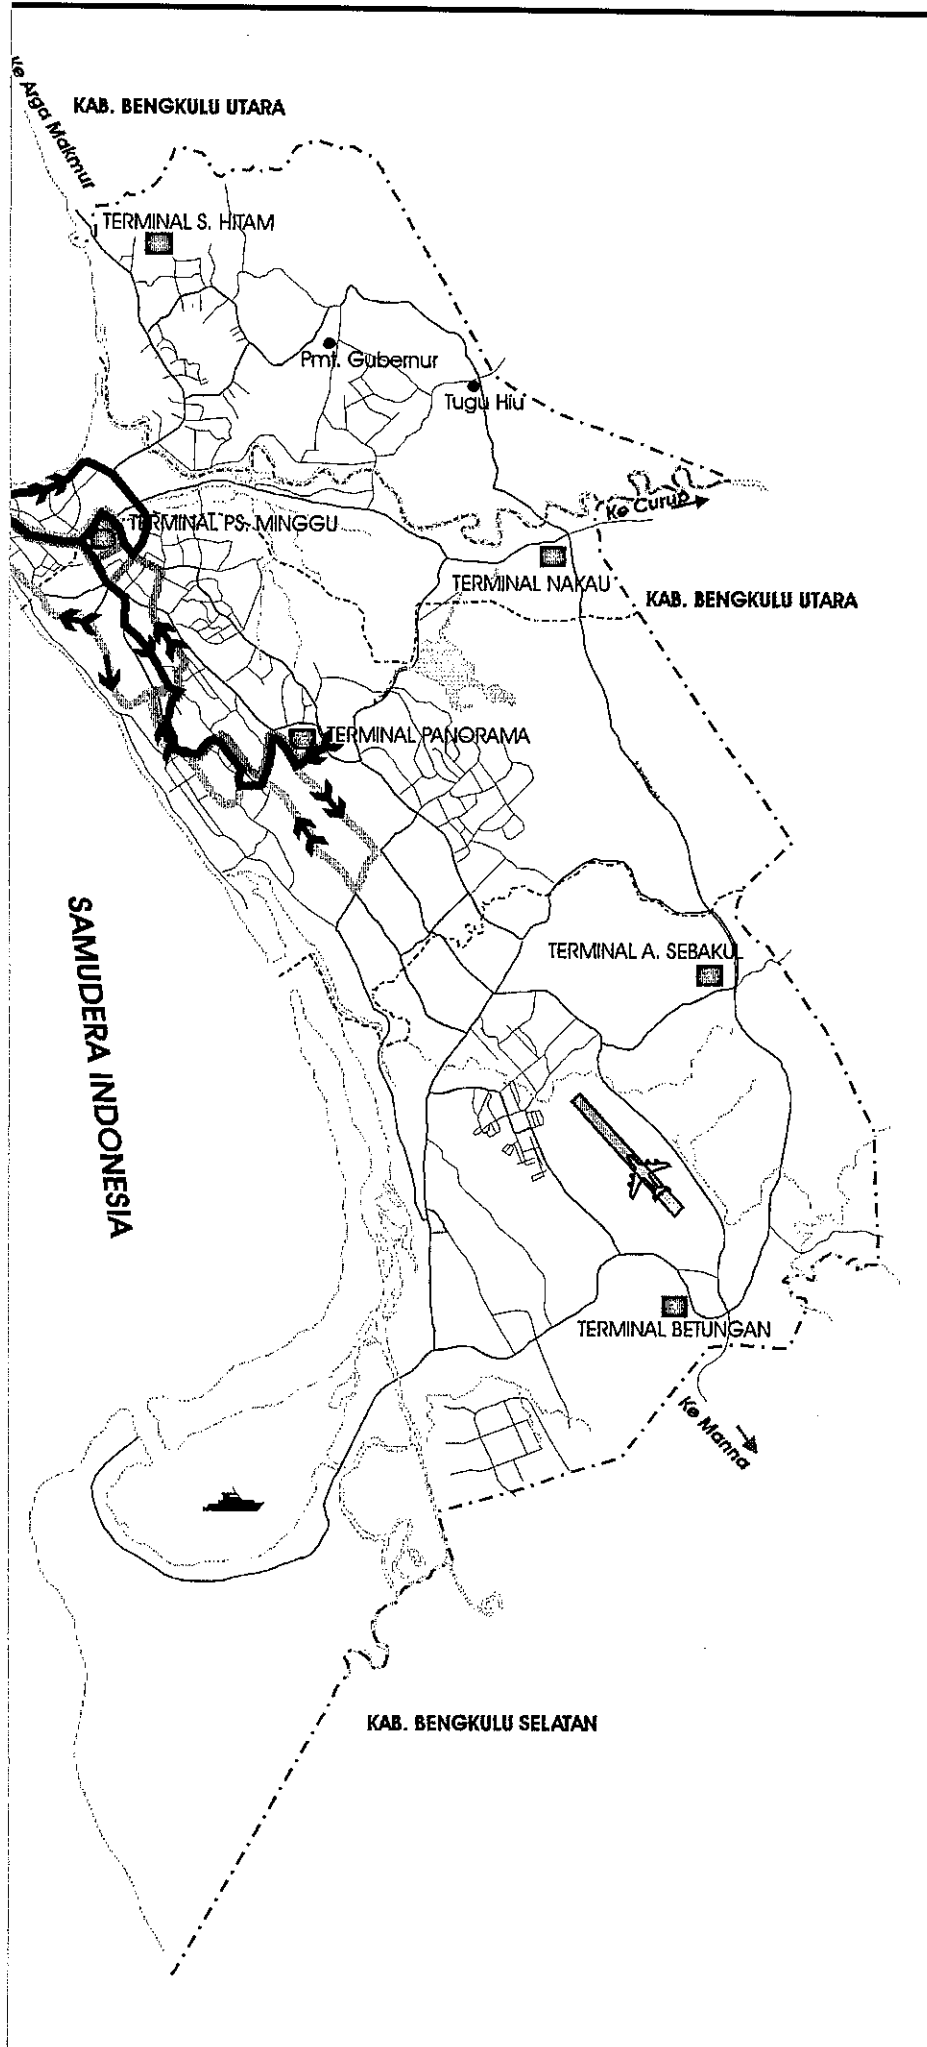 Ke Arga Makmur
KAB. BENGKULU UTARA
TERMINAL S. HITAM
Pmt. Gubernur
Tugu Hiu
Ke Curup
TERMINAL PS. MINGGU
TERMINAL NAKAU
KAB. BENGKULU UTARA
TERMINAL PANORAMA
SAMUDERA INDONESIA
TERMINAL A. SEBAKUL
TERMINAL BETUNGAN
Ke Manna
KAB. BENGKULU SELATAN